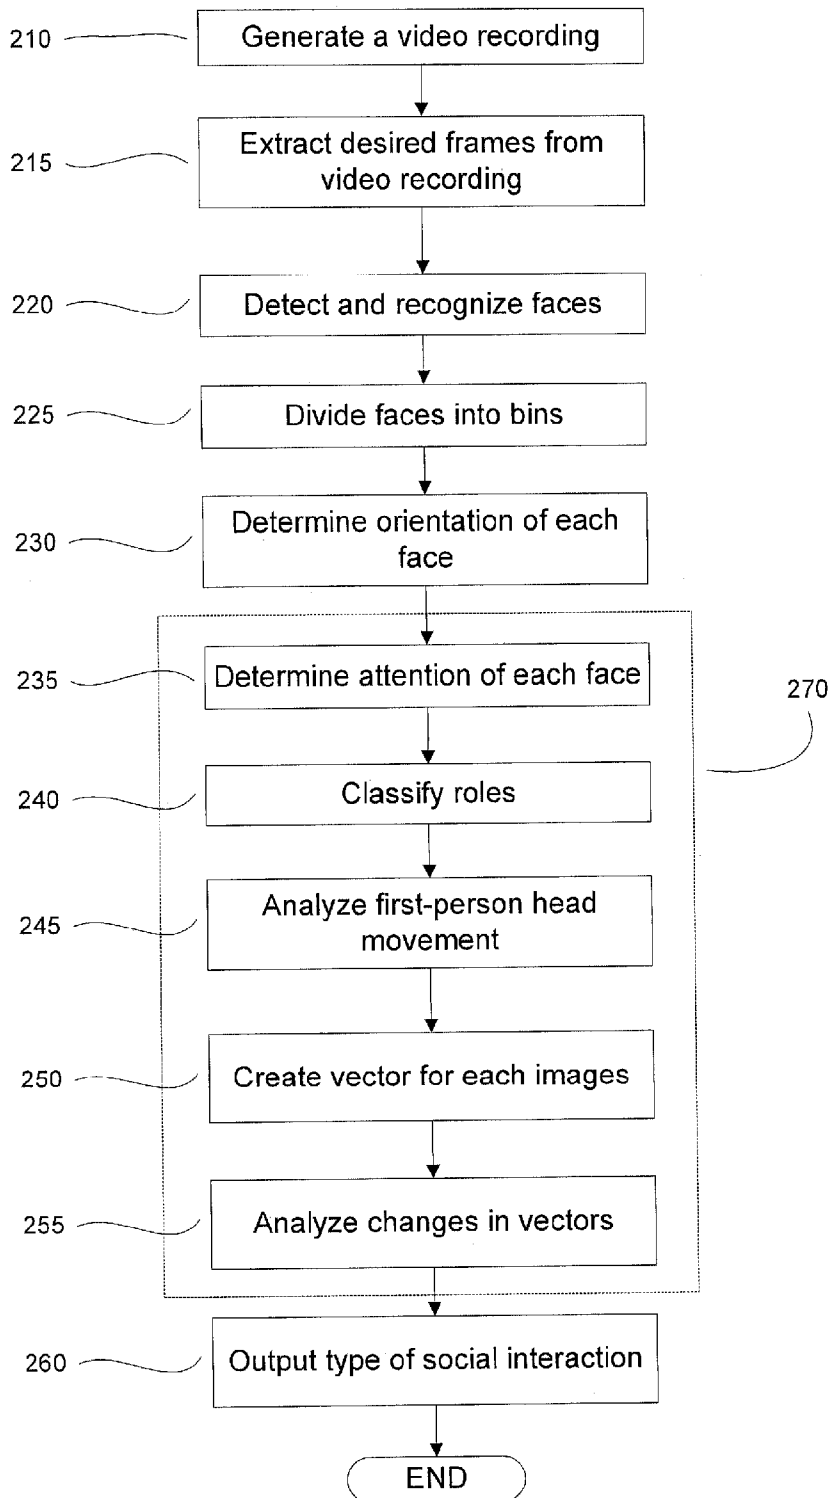 210
Generate a video recording
215
Extract desired frames from
video recording
220
Detect and recognize faces
225
Divide faces into bins
230
Determine orientation of each
face
235
Determine attention of each face
270
240
Classify roles
245
Analyze first-person head
movement
250
Create vector for each images
255
Analyze changes in vectors
260
Output type of social interaction
END